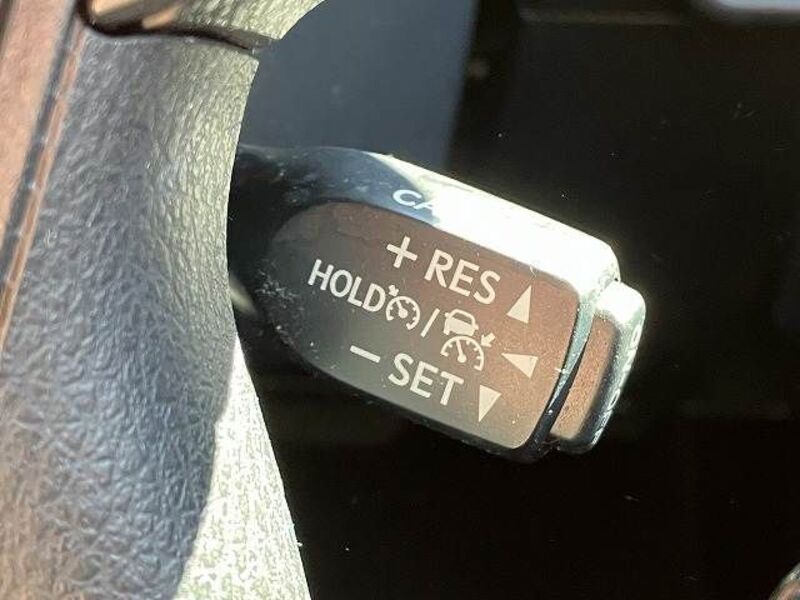 + RES
HOLD /
− SET